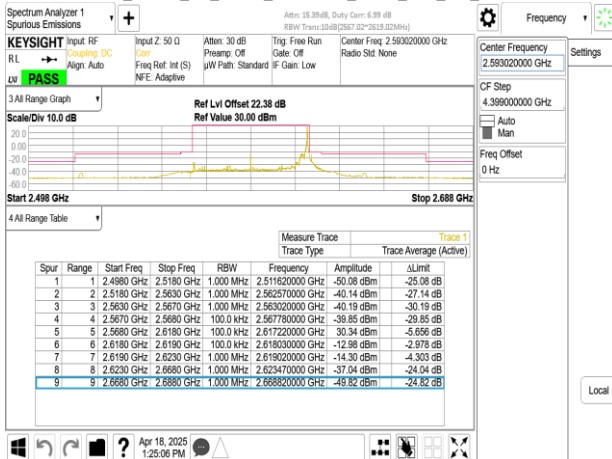 Spectrum Analyzer 1
Spurious Emissions
Attn: 15.39dB, Duty Corr: 6.99 dB
RBW Trans:10dB(2567.02~2619.02MHz)
Frequency
KEYSIGHT
RL
LXI PASS
Input: RF
Coupling: DC
Align: Auto
Input Z: 50 Ω
Corr
Freq Ref: Int (S)
NFE: Adaptive
Atten: 30 dB
Preamp: Off
µW Path: Standard
Trig: Free Run
Gate: Off
IF Gain: Low
Center Freq: 2.593020000 GHz
Radio Std: None
Center Frequency
2.593020000 GHz
Settings
CF Step
4.399000000 GHz
Auto
Man
Freq Offset
0 Hz
Local
3 All Range Graph
Scale/Div 10.0 dB
Ref Lvl Offset 22.38 dB
Ref Value 30.00 dBm
20.0
0.00
-20.0
-40.0
-60.0
Start 2.498 GHz
Stop 2.688 GHz
4 All Range Table
Measure Trace Trace 1
Trace Type Trace Average (Active)
Spur Range Start Freq Stop Freq RBW Frequency Amplitude ΔLimit
1 1 2.4980 GHz 2.5180 GHz 1.000 MHz 2.511620000 GHz -50.08 dBm -25.08 dB
2 2 2.5180 GHz 2.5630 GHz 1.000 MHz 2.562570000 GHz -40.14 dBm -27.14 dB
3 3 2.5630 GHz 2.5670 GHz 1.000 MHz 2.563020000 GHz -40.19 dBm -30.19 dB
4 4 2.5670 GHz 2.5680 GHz 100.0 kHz 2.567780000 GHz -39.85 dBm -29.85 dB
5 5 2.5680 GHz 2.6180 GHz 100.0 kHz 2.617220000 GHz 30.34 dBm -5.656 dB
6 6 2.6180 GHz 2.6190 GHz 100.0 kHz 2.618030000 GHz -12.98 dBm -2.978 dB
7 7 2.6190 GHz 2.6230 GHz 1.000 MHz 2.619020000 GHz -14.30 dBm -4.303 dB
8 8 2.6230 GHz 2.6680 GHz 1.000 MHz 2.623470000 GHz -37.04 dBm -24.04 dB
9 9 2.6680 GHz 2.6880 GHz 1.000 MHz 2.668820000 GHz -49.82 dBm -24.82 dB
Apr 18, 2025
1:25:06 PM